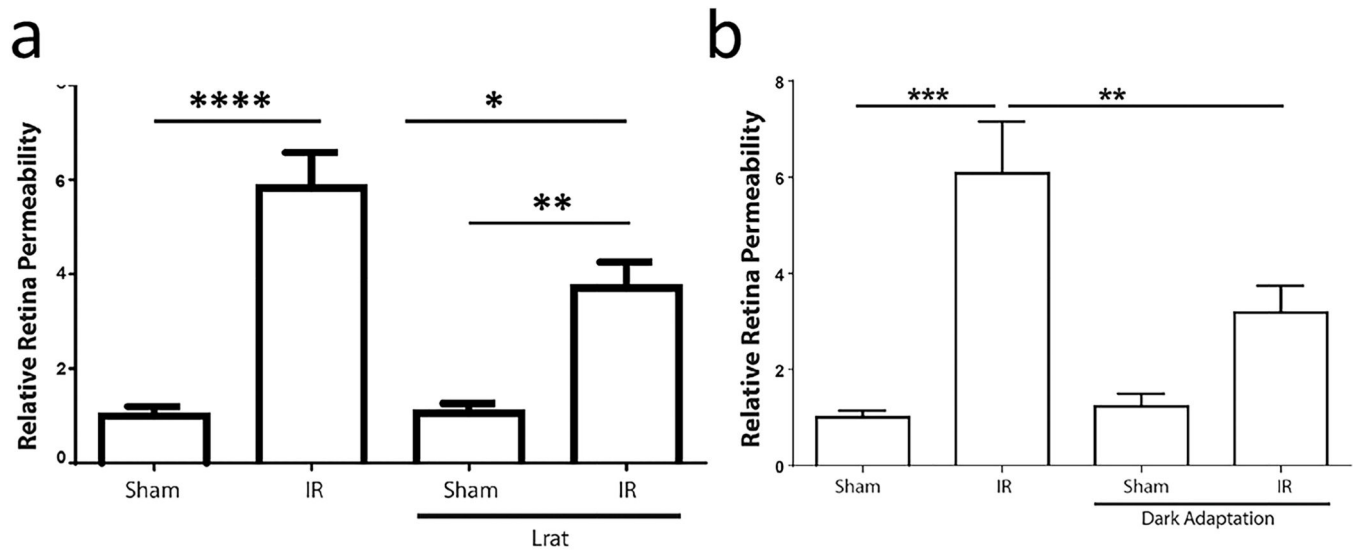 a
Relative Retina Permeability
6
4
2
0
****
*
**
Sham
IR
Sham
IR
Lrat
b
Relative Retina Permeability
8
6
4
2
0
***
**
Sham
IR
Sham
IR
Dark Adaptation